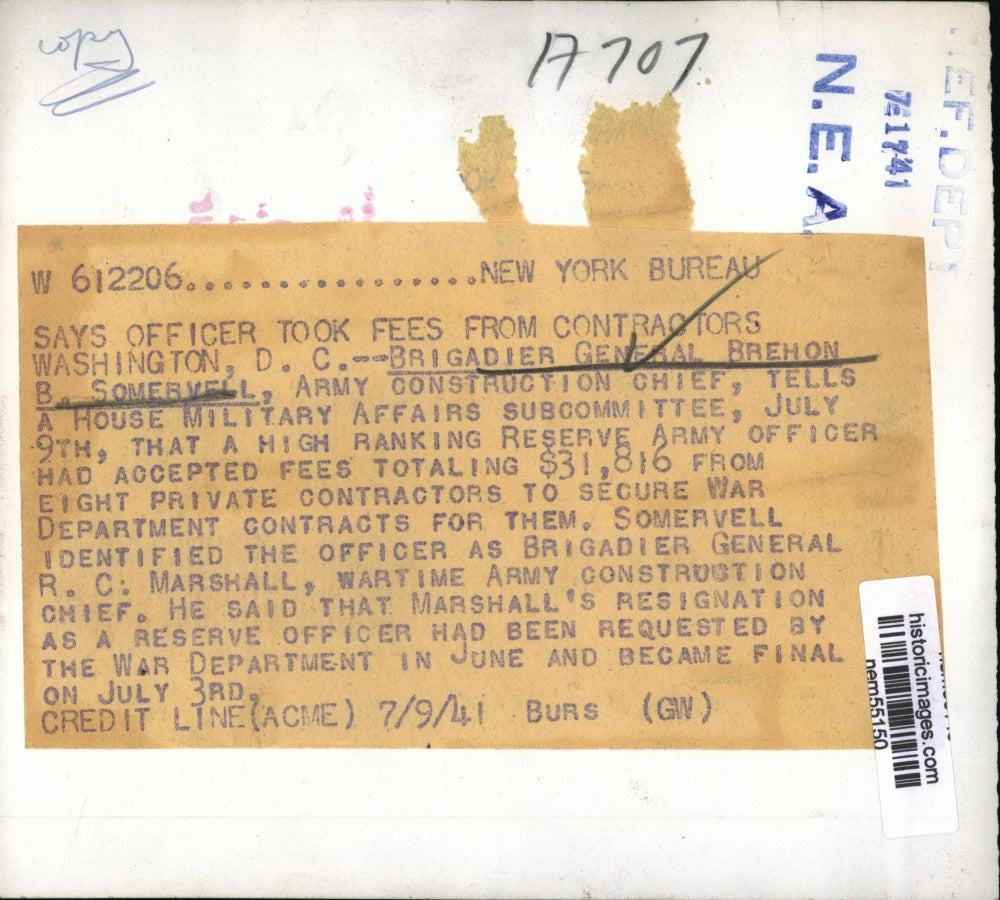 copy
A707
N.E.A.
7-17-41
EF. DEPT
W 612206.................NEW YORK BUREAU
SAYS OFFICER TOOK FEES FROM CONTRACTORS
WASHINGTON, D. C.--BRIGADIER GENERAL BREHON
B. SOMERVELL, ARMY CONSTRUCTION CHIEF, TELLS
A HOUSE MILITARY AFFAIRS SUBCOMMITTEE, JULY
9TH, THAT A HIGH RANKING RESERVE ARMY OFFICER
HAD ACCEPTED FEES TOTALING $31,816 FROM
EIGHT PRIVATE CONTRACTORS TO SECURE WAR
DEPARTMENT CONTRACTS FOR THEM. SOMERVELL
IDENTIFIED THE OFFICER AS BRIGADIER GENERAL
R. C. MARSHALL, WARTIME ARMY CONSTRUCTION
CHIEF. HE SAID THAT MARSHALL'S RESIGNATION
AS A RESERVE OFFICER HAD BEEN REQUESTED BY
THE WAR DEPARTMENT IN JUNE AND BECAME FINAL
ON JULY 3RD.
CREDIT LINE(ACME) 7/9/41 BURS (GW)
historicimages.com
nem55150